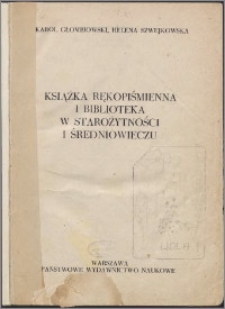 KAROL GŁOMBIOWSKI, HELENA SZWEJKOWSKA
KSIĄŻKA RĘKOPIŚMIENNA
I BIBLIOTEKA
W STAROŻYTNOŚCI
I ŚREDNIOWIECZU
WARSZAWA
PAŃSTWOWE WYDAWNICTWO NAUKOWE